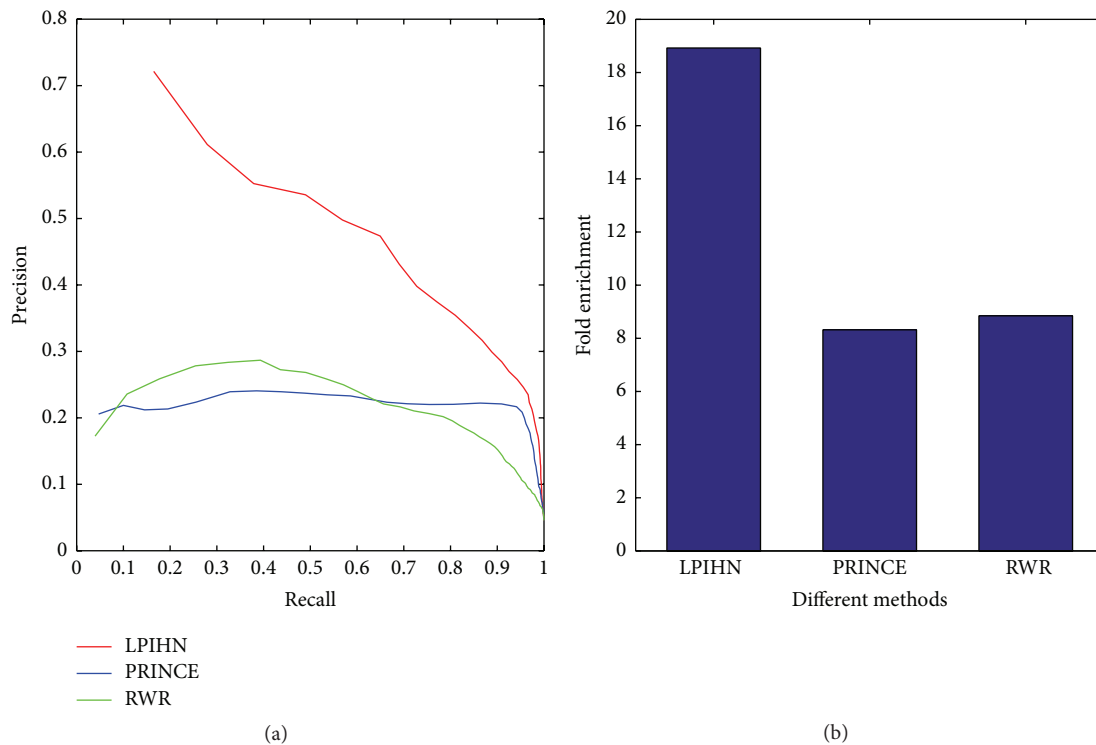 0.8
0.7
0.6
0.5
0.4
0.3
0.2
0.1
0
Precision
0 0.1 0.2 0.3 0.4 0.5 0.6 0.7 0.8 0.9 1
Recall
LPIHN
PRINCE
RWR
(a)
20
18
16
14
12
10
8
6
4
2
0
Fold enrichment
LPIHN PRINCE RWR
Different methods
(b)